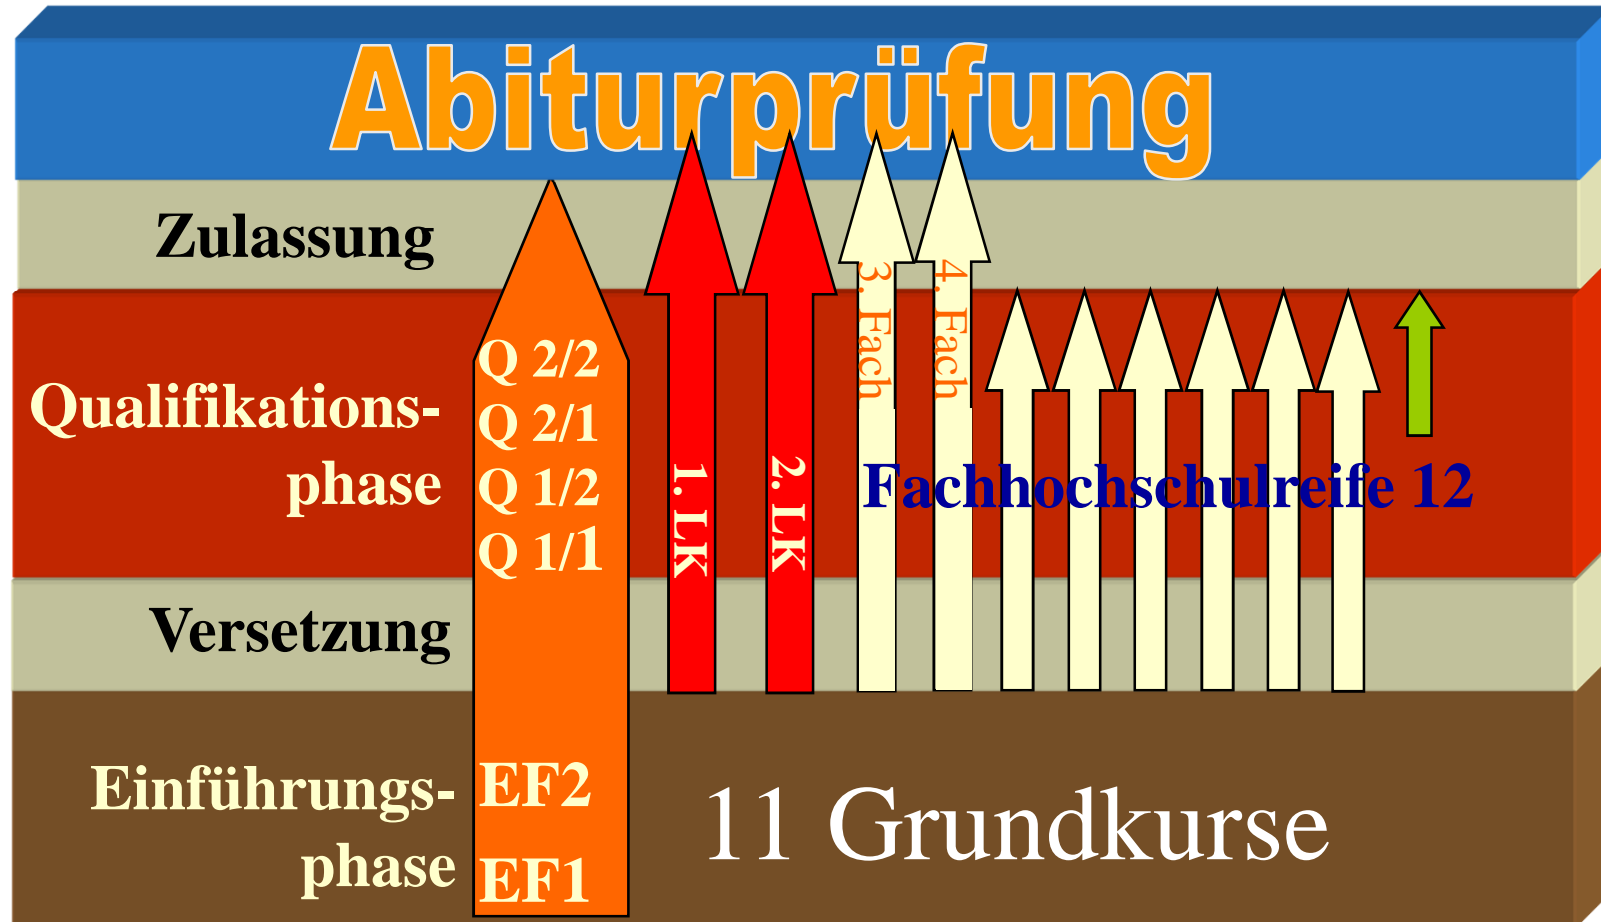 Abiturprüfung
Zulassung
Qualifikations-
phase
Q 2/2
Q 2/1
Q 1/2
Q 1/1
1. LK
2. LK
3. Fach
4. Fach
Fachhochschulreife 12
Versetzung
Einführungs-
phase
EF2
EF1
11 Grundkurse